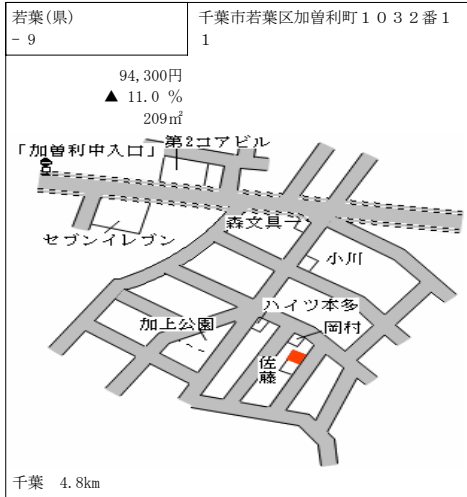 若葉(県)
- 9
千葉市若葉区加曽利町１０３２番１
１
94,300円
▲ 11.0 %
209㎡
第2コアビル
「加曽利中入口」
森文具
セブンイレブン
小川
ハイツ本多
岡村
加上公園
佐藤
千葉 4.8km